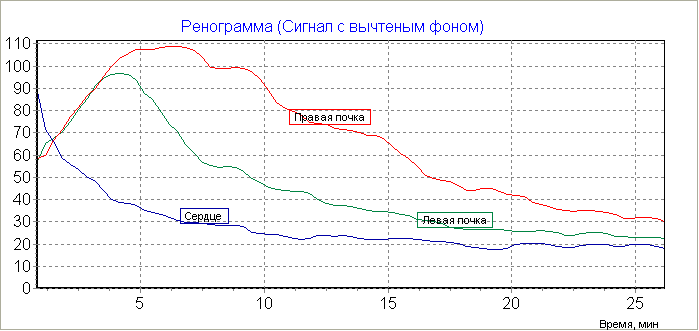 Ренограмма (Сигнал с вычтеным фоном)
110
100
90
80
70
60
50
40
30
20
10
0
Правая почка
Сердце
Левая почка
5 10 15 20 25
Время, мин